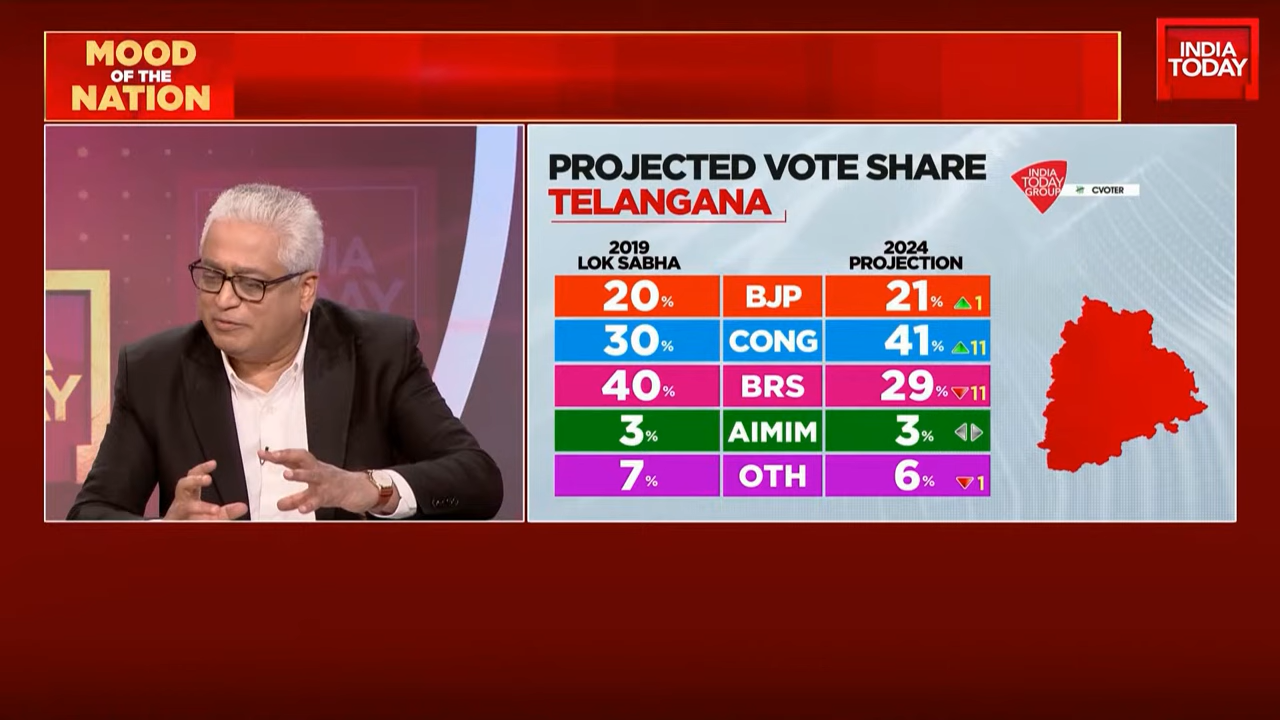 MOOD
OF THE
NATION
INDIA
TODAY
PROJECTED VOTE SHARE
TELANGANA
INDIA
TODAY
GROUP
CVOTER
2019
LOK SABHA
2024
PROJECTION
20% BJP 21% 1
30% CONG 41% 11
40% BRS 29% 11
3% AIMIM 3%
7% OTH 6% 1